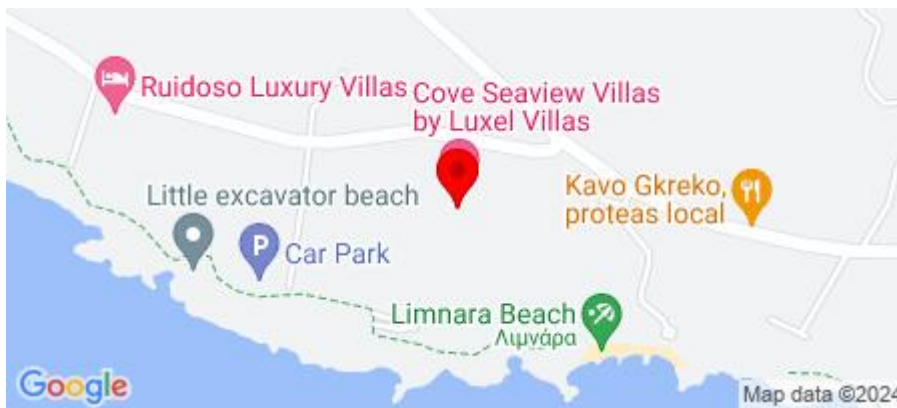 Ruidoso Luxury Villas
Cove Seaview Villas
by Luxel Villas
Little excavator beach
Kavo Gkreko,
proteas local
P
Car Park
Limnara Beach
Λιμνάρα
Google
Map data ©2024